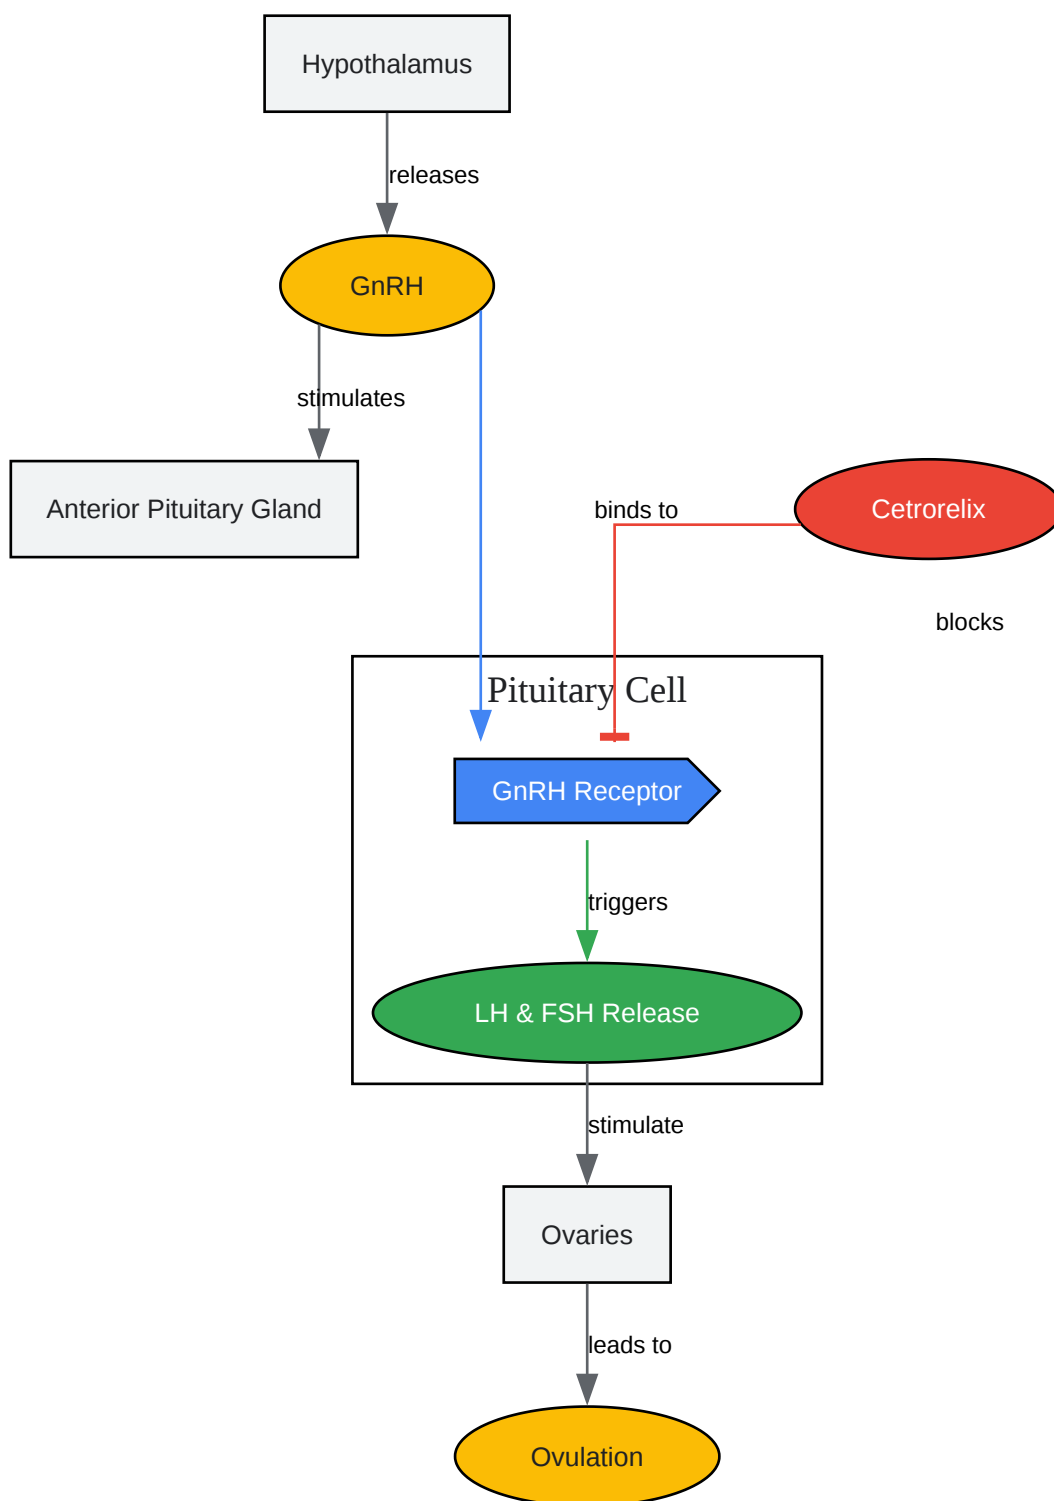 Hypothalamus
releases
GnRH
stimulates
Anterior Pituitary Gland
binds to
Cetrorelix
blocks
Pituitary Cell
GnRH Receptor
triggers
LH & FSH Release
stimulate
Ovaries
leads to
Ovulation